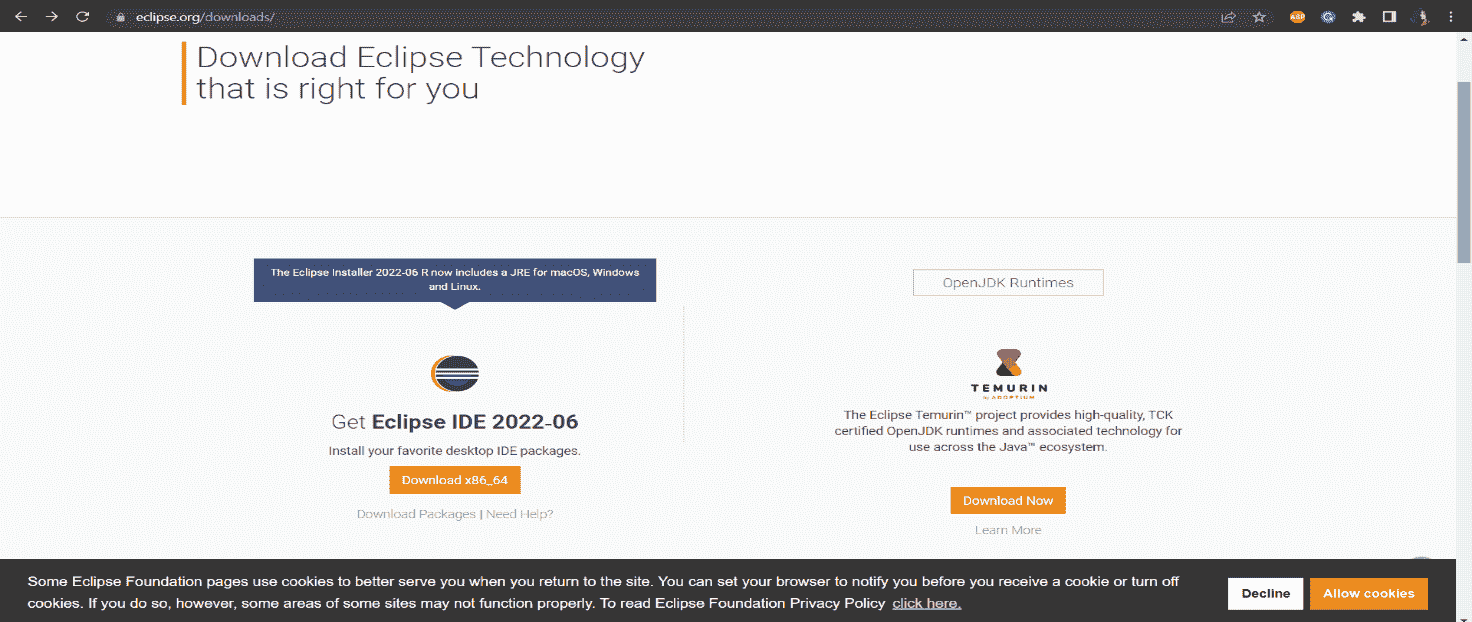 eclipse.org/downloads/
ABP
Download Eclipse Technology
that is right for you
The Eclipse Installer 2022-06 R now includes a JRE for macOS, Windows
and Linux.
Get Eclipse IDE 2022-06
Install your favorite desktop IDE packages.
Download x86_64
Download Packages | Need Help?
OpenJDK Runtimes
TEMURIN
by ADOPTIUM
The Eclipse Temurin™ project provides high-quality, TCK
certified OpenJDK runtimes and associated technology for
use across the Java™ ecosystem.
Download Now
Learn More
Some Eclipse Foundation pages use cookies to better serve you when you return to the site. You can set your browser to notify you before you receive a cookie or turn off
cookies. If you do so, however, some areas of some sites may not function properly. To read Eclipse Foundation Privacy Policy click here.
Decline
Allow cookies